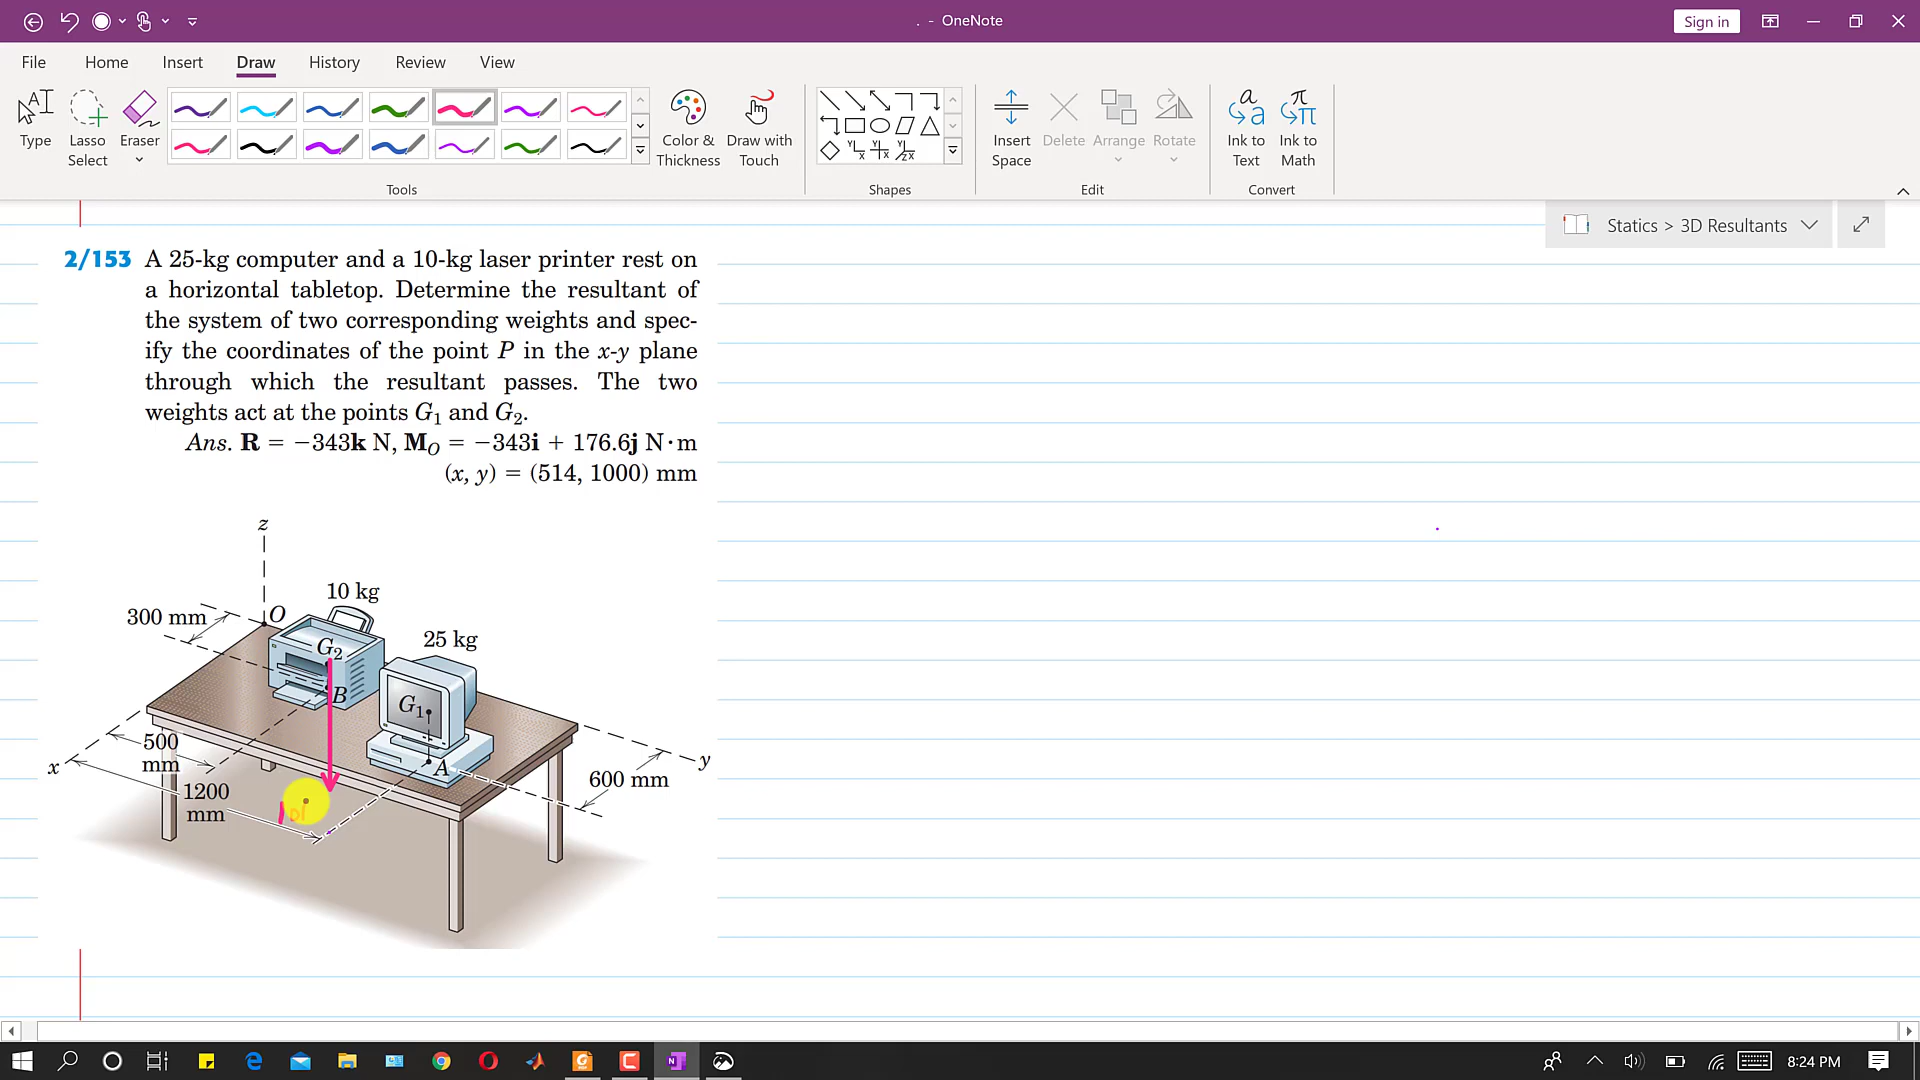 . - OneNote
Sign in
File Home Insert Draw History Review View
Type
Lasso Select
Eraser
Color & Thickness
Draw with Touch
Insert Space
Delete
Arrange
Rotate
Ink to Text
Ink to Math
Tools
Shapes
Edit
Convert
Statics > 3D Resultants
2/153 A 25-kg computer and a 10-kg laser printer rest on
a horizontal tabletop. Determine the resultant of
the system of two corresponding weights and spec-
ify the coordinates of the point P in the x-y plane
through which the resultant passes. The two
weights act at the points G1 and G2.
Ans. R = −343k N, MO = −343i + 176.6j N·m
(x, y) = (514, 1000) mm
z
10 kg
300 mm
O
25 kg
G2
B
G1
A
500 mm
x
y
600 mm
1200 mm
8:24 PM